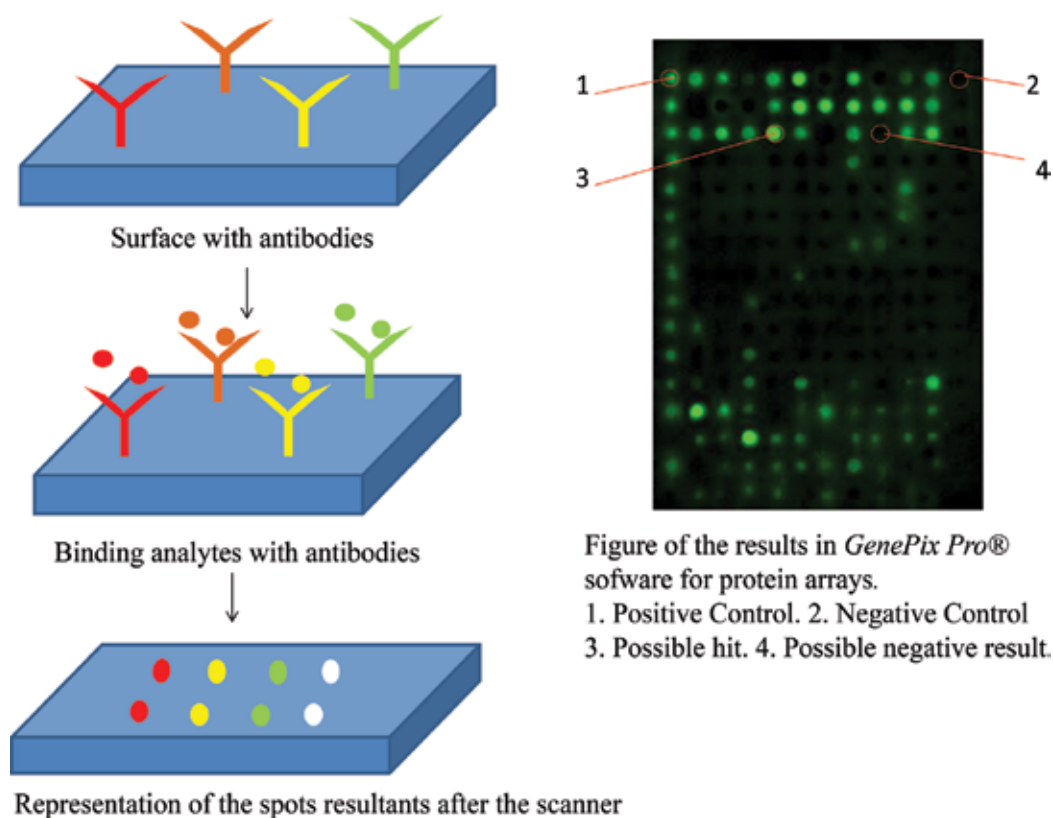 Surface with antibodies
Binding analytes with antibodies
Representation of the spots resultants after the scanner
1
2
3
4
Figure of the results in GenePix Pro®
sofware for protein arrays.
1. Positive Control. 2. Negative Control
3. Possible hit. 4. Possible negative result.